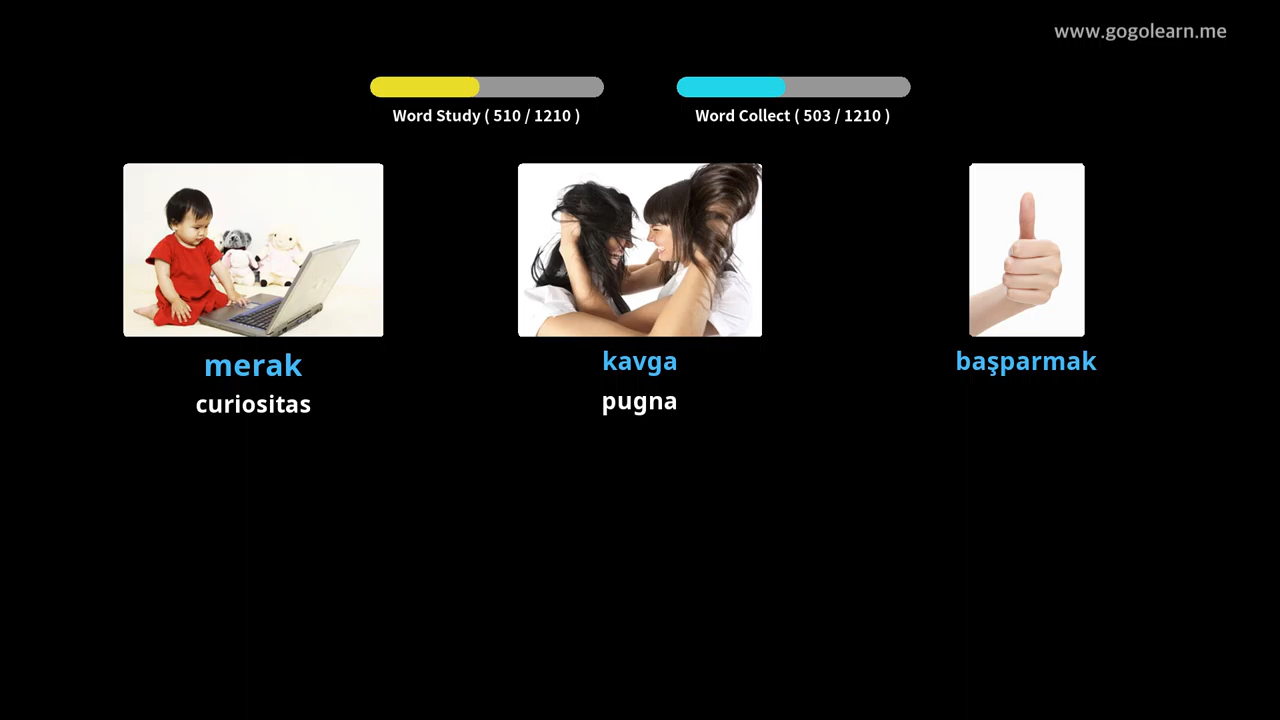 www.gogolearn.me
Word Study ( 510 / 1210 )
Word Collect ( 503 / 1210 )
merak
curiositas
kavga
pugna
başparmak